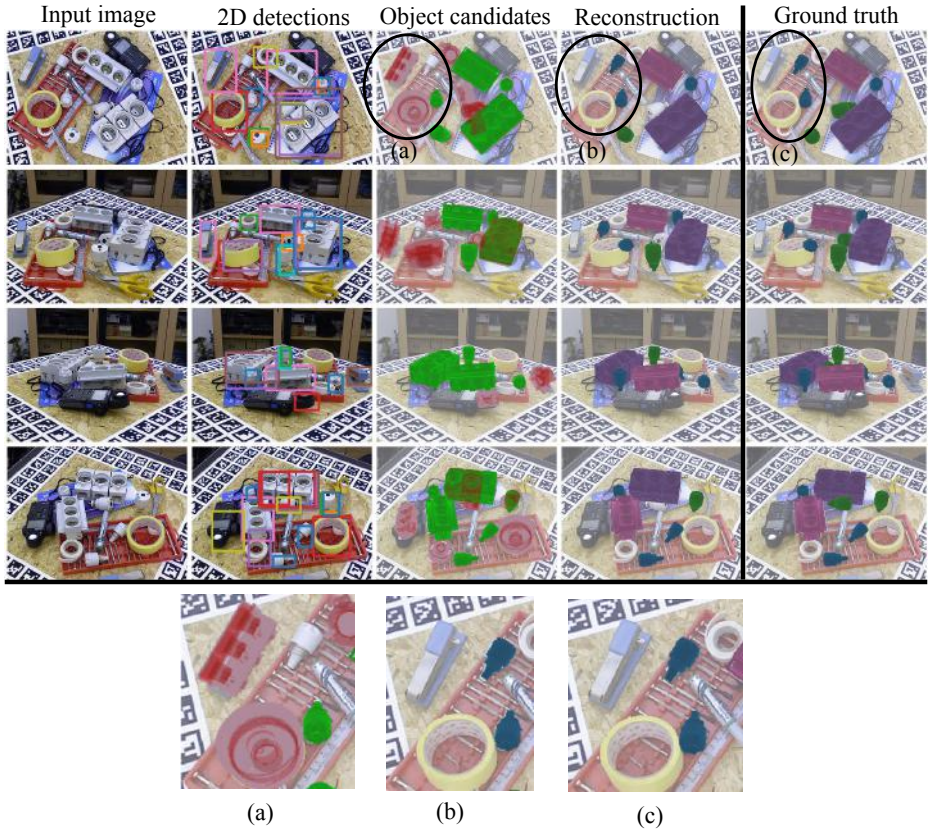 Input image
2D detections
Object candidates
Reconstruction
Ground truth
(a)
(b)
(c)
(a)
(b)
(c)